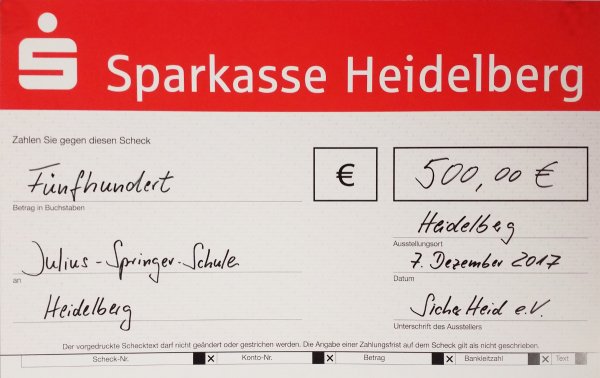 Sparkasse Heidelberg
Zahlen Sie gegen diesen Scheck
Fünfhundert
€
500,00 €
Betrag in Buchstaben
Heidelberg
Ausstellungsort
Julius-Springer-Schule
7. Dezember 2017
an
Datum
Heidelberg
SicherHeid e.V.
Unterschrift des Ausstellers
Der vorgedruckte Schecktext darf nicht geändert oder gestrichen werden. Die Angabe einer Zahlungsfrist auf dem Scheck gilt als nicht geschrieben.
Scheck-Nr. X Konto-Nr. X Betrag X Bankleitzahl X Text